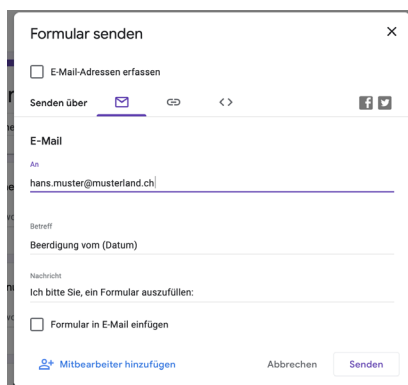 Formular senden
E-Mail-Adressen erfassen
Senden über
E-Mail
An
hans.muster@musterland.ch
Betreff
Beerdigung vom (Datum)
Nachricht
Ich bitte Sie, ein Formular auszufüllen:
Formular in E-Mail einfügen
Mitbearbeiter hinzufügen Abbrechen Senden